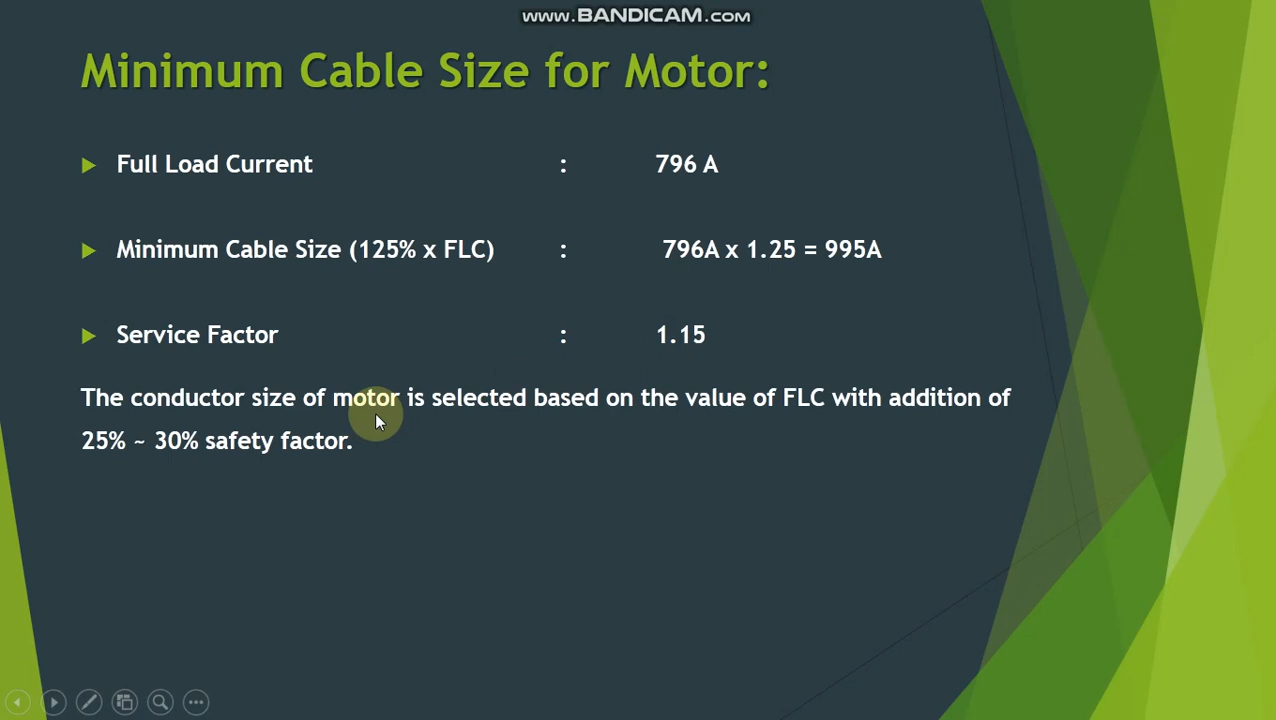 www.BANDICAM.com
Minimum Cable Size for Motor:
Full Load Current : 796 A
Minimum Cable Size (125% x FLC) : 796A x 1.25 = 995A
Service Factor : 1.15
The conductor size of motor is selected based on the value of FLC with addition of
25% ~ 30% safety factor.